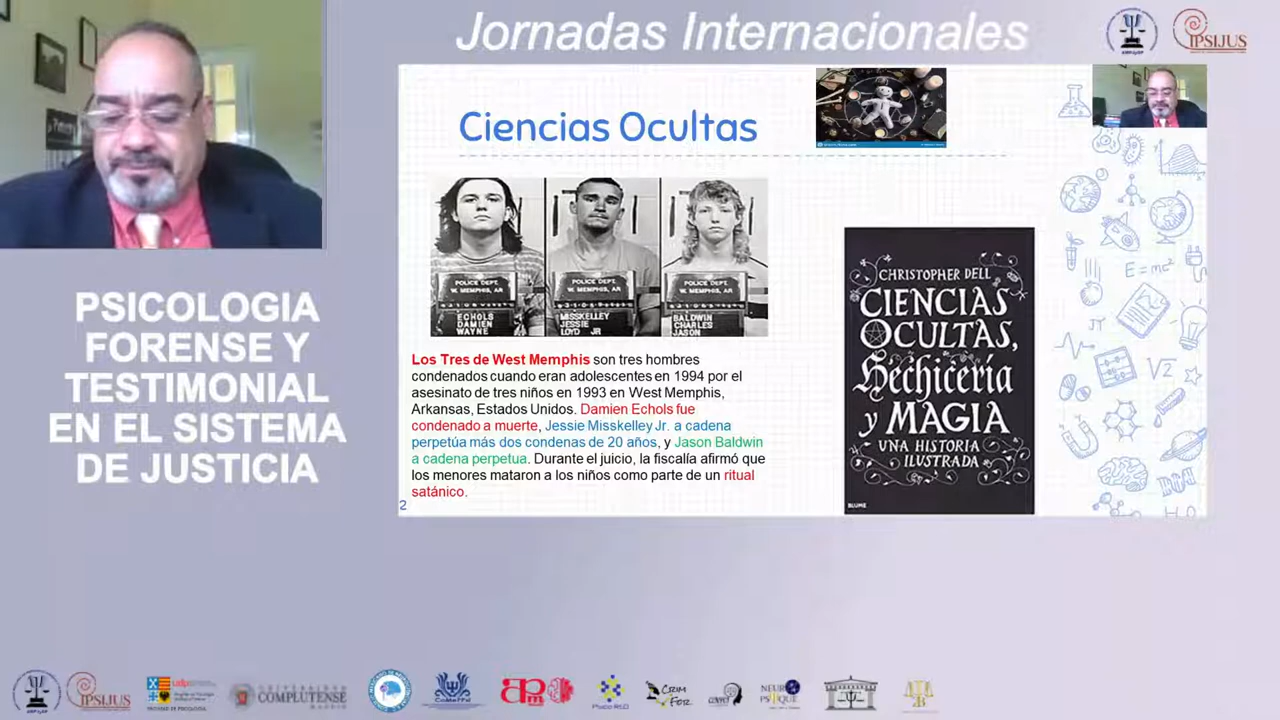 Jornadas Internacionales
IPSIJUS
PSICOLOGIA
FORENSE Y
TESTIMONIAL
EN EL SISTEMA
DE JUSTICIA
Ciencias Ocultas
POLICE DEPT.
W. MEMPHIS, AR
ECHOLS
DAMIEN
WAYNE
POLICE DEPT.
W. MEMPHIS, AR
MISSKELLEY
JESSIE
LOYD JR
POLICE DEPT.
W. MEMPHIS, AR
BALDWIN
CHARLES
JASON
Los Tres de West Memphis son tres hombres
condenados cuando eran adolescentes en 1994 por el
asesinato de tres niños en 1993 en West Memphis,
Arkansas, Estados Unidos. Damien Echols fue
condenado a muerte, Jessie Misskelley Jr. a cadena
perpetúa más dos condenas de 20 años, y Jason Baldwin
a cadena perpetua. Durante el juicio, la fiscalía afirmó que
los menores mataron a los niños como parte de un ritual
satánico.
2
CHRISTOPHER DELL
CIENCIAS
OCULTAS,
Hechicería
y MAGIA
UNA HISTORIA
ILUSTRADA
BLUME
E=mc²
π
√2
H₂O
IPSIJUS
COMPLUTENSE
CRIM
FOR
NEURO